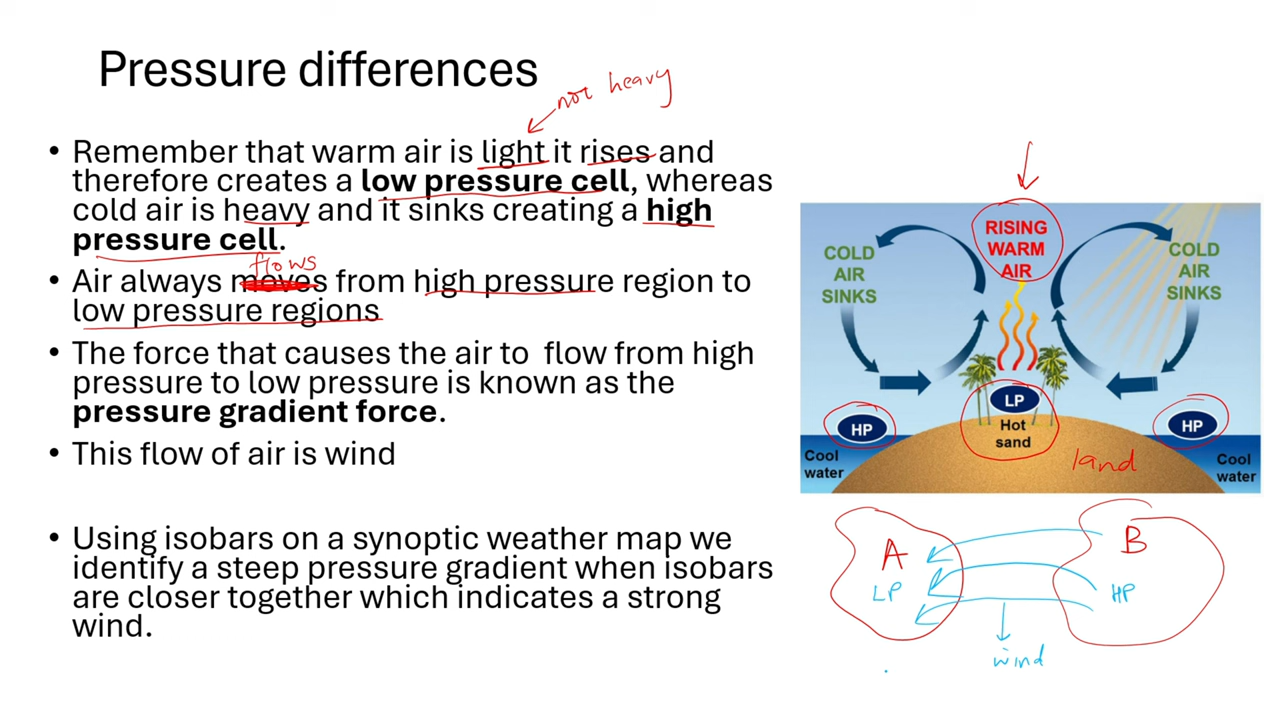 Pressure differences
not heavy
• Remember that warm air is light it rises and
therefore creates a low pressure cell, whereas
cold air is heavy and it sinks creating a high
pressure cell.
flows
• Air always moves from high pressure region to
low pressure regions
• The force that causes the air to flow from high
pressure to low pressure is known as the
pressure gradient force.
• This flow of air is wind
• Using isobars on a synoptic weather map we
identify a steep pressure gradient when isobars
are closer together which indicates a strong
wind.
RISING
WARM
AIR
COLD
AIR
SINKS
COLD
AIR
SINKS
LP
Hot
sand
HP
HP
Cool
water
land
Cool
water
A
LP
B
HP
wind